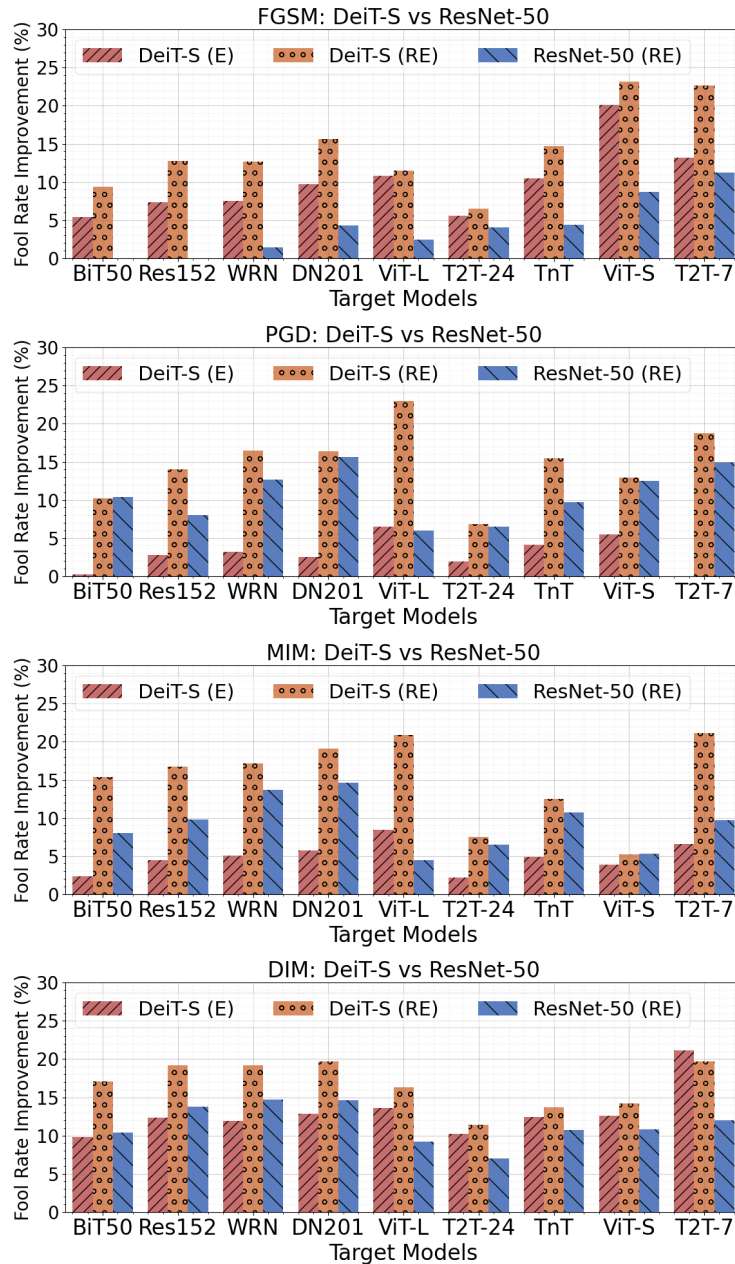 FGSM: DeiT-S vs ResNet-50
Fool Rate Improvement (%)
30
25
20
15
10
5
0
DeiT-S (E) DeiT-S (RE) ResNet-50 (RE)
BiT50 Res152 WRN DN201 ViT-L T2T-24 TnT ViT-S T2T-7
Target Models
PGD: DeiT-S vs ResNet-50
Fool Rate Improvement (%)
30
25
20
15
10
5
0
DeiT-S (E) DeiT-S (RE) ResNet-50 (RE)
BiT50 Res152 WRN DN201 ViT-L T2T-24 TnT ViT-S T2T-7
Target Models
MIM: DeiT-S vs ResNet-50
Fool Rate Improvement (%)
30
25
20
15
10
5
0
DeiT-S (E) DeiT-S (RE) ResNet-50 (RE)
BiT50 Res152 WRN DN201 ViT-L T2T-24 TnT ViT-S T2T-7
Target Models
DIM: DeiT-S vs ResNet-50
Fool Rate Improvement (%)
30
25
20
15
10
5
0
DeiT-S (E) DeiT-S (RE) ResNet-50 (RE)
BiT50 Res152 WRN DN201 ViT-L T2T-24 TnT ViT-S T2T-7
Target Models